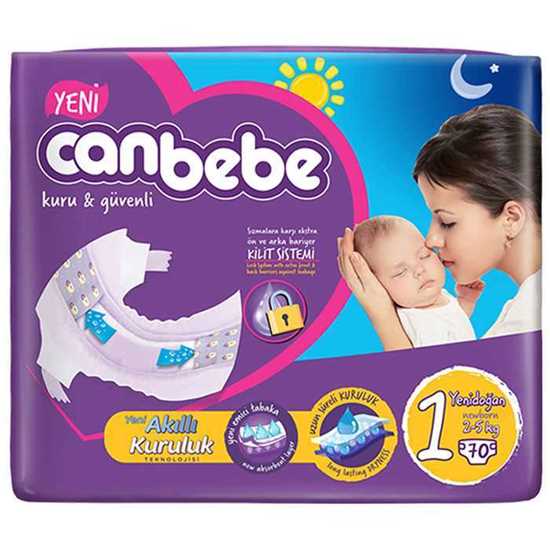 YENİ
canbebe
kuru & güvenli
Sızmalara karşı ekstra
ön ve arka bariyer
KİLİT SİSTEMİ
Lock System with extra front &
back barriers against leakage
Yeni
Akıllı
Kuruluk
TEKNOLOJİSİ
yeni emici tabaka
new absorbent layer
uzun süreli KURULUK
long lasting DRYNESS
1
Yenidoğan
newborn
2-5 kg
70